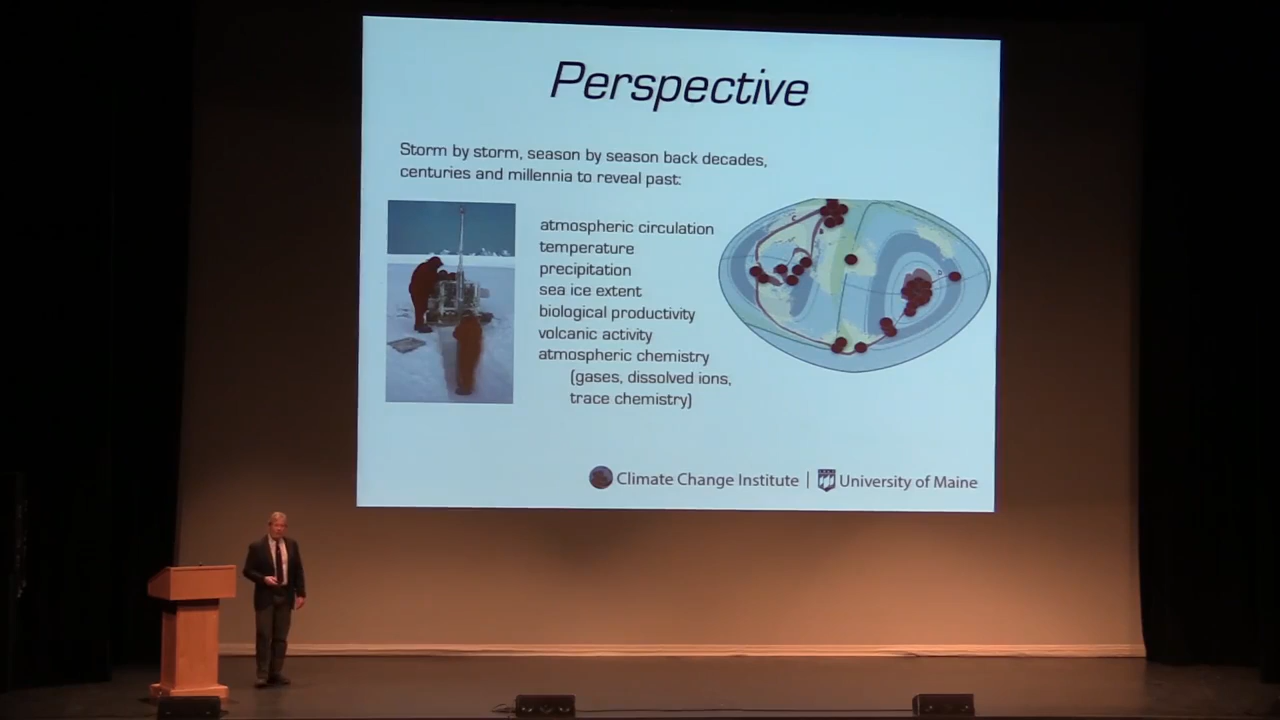 Perspective
Storm by storm, season by season back decades,
centuries and millennia to reveal past:
atmospheric circulation
temperature
precipitation
sea ice extent
biological productivity
volcanic activity
atmospheric chemistry
(gases, dissolved ions,
trace chemistry)
Climate Change Institute | University of Maine